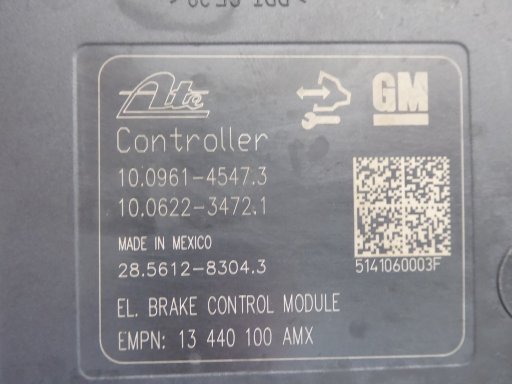 Ate
GM
Controller
10.0961-4547.3
10.0622-3472.1
MADE IN MEXICO
28.5612-8304.3
5141060003F
EL. BRAKE CONTROL MODULE
EMPN: 13 440 100 AMX